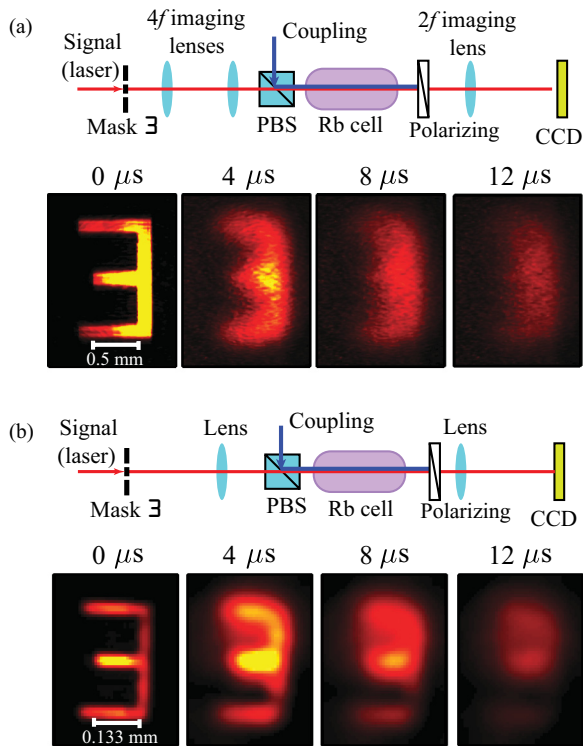 (a)
4f imaging lenses
Coupling
2f imaging lens
Signal (laser)
Mask 3
PBS
Rb cell
Polarizing
CCD
0 μs 4 μs 8 μs 12 μs
0.5 mm
(b)
Signal (laser)
Lens
Coupling
Lens
Mask 3
PBS
Rb cell
Polarizing
CCD
0 μs 4 μs 8 μs 12 μs
0.133 mm